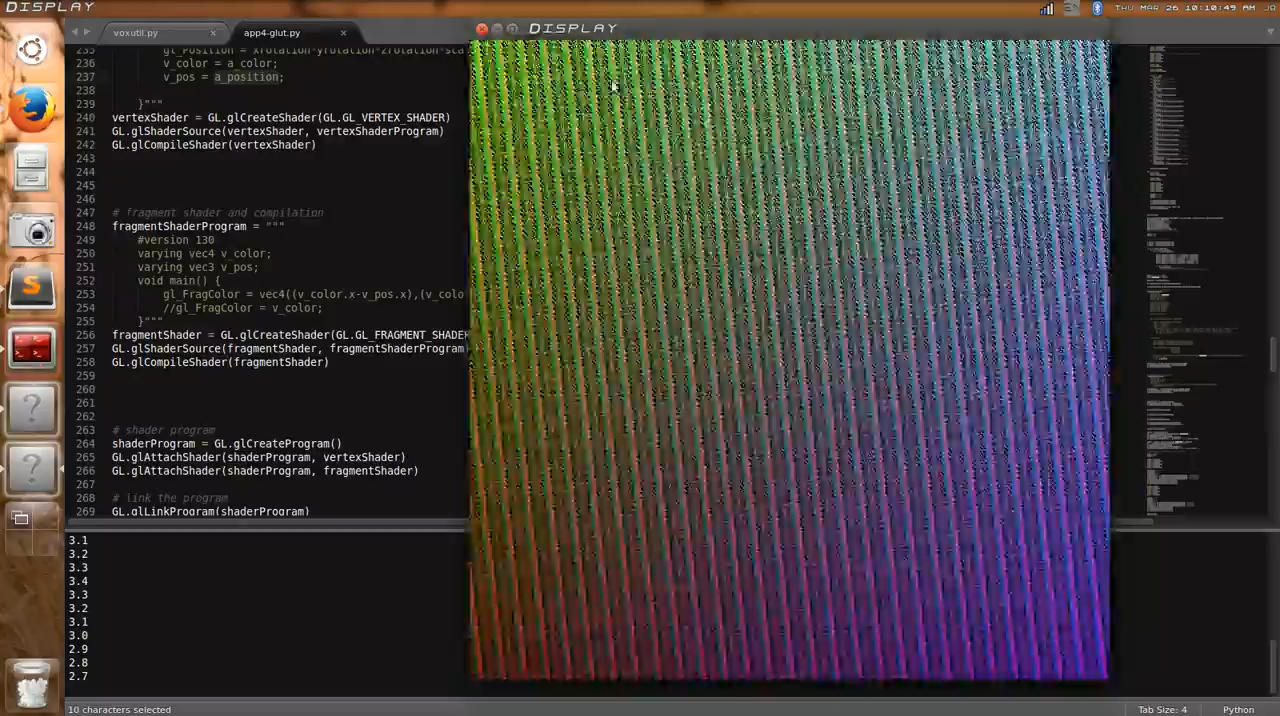 DISPLAY
THU MAR 26 10:10:49 AM JO
voxutil.py
app4-glut.py
DISPLAY
235 gl_Position = xrotation*yrotation*zrotation*sca
236 v_color = a_color;
237 v_pos = a_position;
238
239 }"""
240 vertexShader = GL.glCreateShader(GL.GL_VERTEX_SHADER)
241 GL.glShaderSource(vertexShader, vertexShaderProgram)
242 GL.glCompileShader(vertexShader)
243
244
245
246
247 # fragment shader and compilation
248 fragmentShaderProgram = """
249 #version 130
250 varying vec4 v_color;
251 varying vec3 v_pos;
252 void main() {
253 gl_FragColor = vec4((v_color.x-v_pos.x),(v_colo
254 //gl_FragColor = v_color;
255 }"""
256 fragmentShader = GL.glCreateShader(GL.GL_FRAGMENT_SHAD
257 GL.glShaderSource(fragmentShader, fragmentShaderProgram
258 GL.glCompileShader(fragmentShader)
259
260
261
262
263 # shader program
264 shaderProgram = GL.glCreateProgram()
265 GL.glAttachShader(shaderProgram, vertexShader)
266 GL.glAttachShader(shaderProgram, fragmentShader)
267
268 # link the program
269 GL.glLinkProgram(shaderProgram)
3.1
3.2
3.3
3.4
3.3
3.2
3.1
3.0
2.9
2.8
2.7
10 characters selected
Tab Size: 4
Python